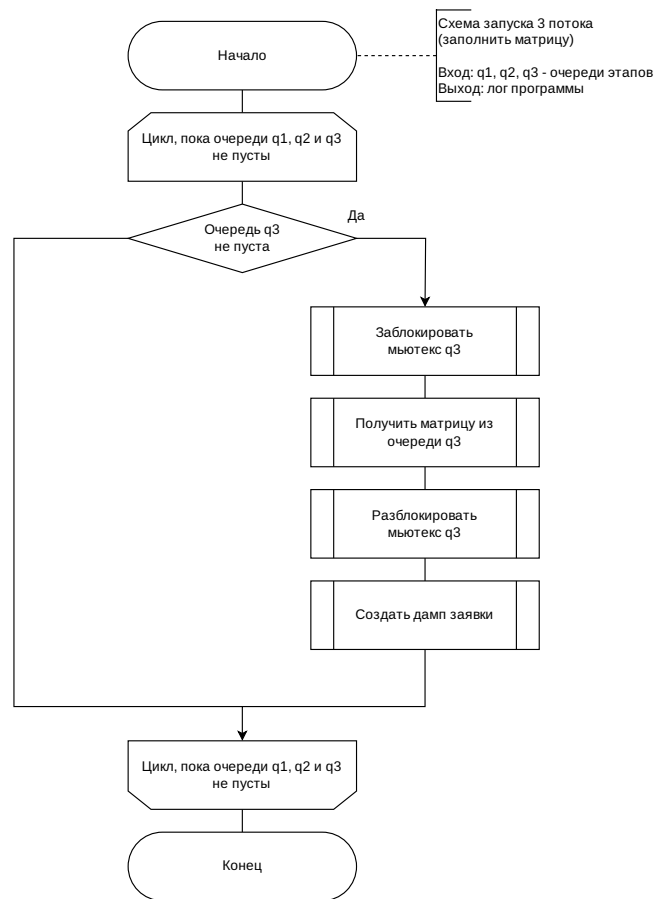 Схема запуска 3 потока
(заполнить матрицу)
Вход: q1, q2, q3 - очереди этапов
Выход: лог программы
Начало
Цикл, пока очереди q1, q2 и q3
не пусты
Очередь q3
не пуста
Да
Заблокировать
мьютекс q3
Получить матрицу из
очереди q3
Разблокировать
мьютекс q3
Создать дамп заявки
Цикл, пока очереди q1, q2 и q3
не пусты
Конец